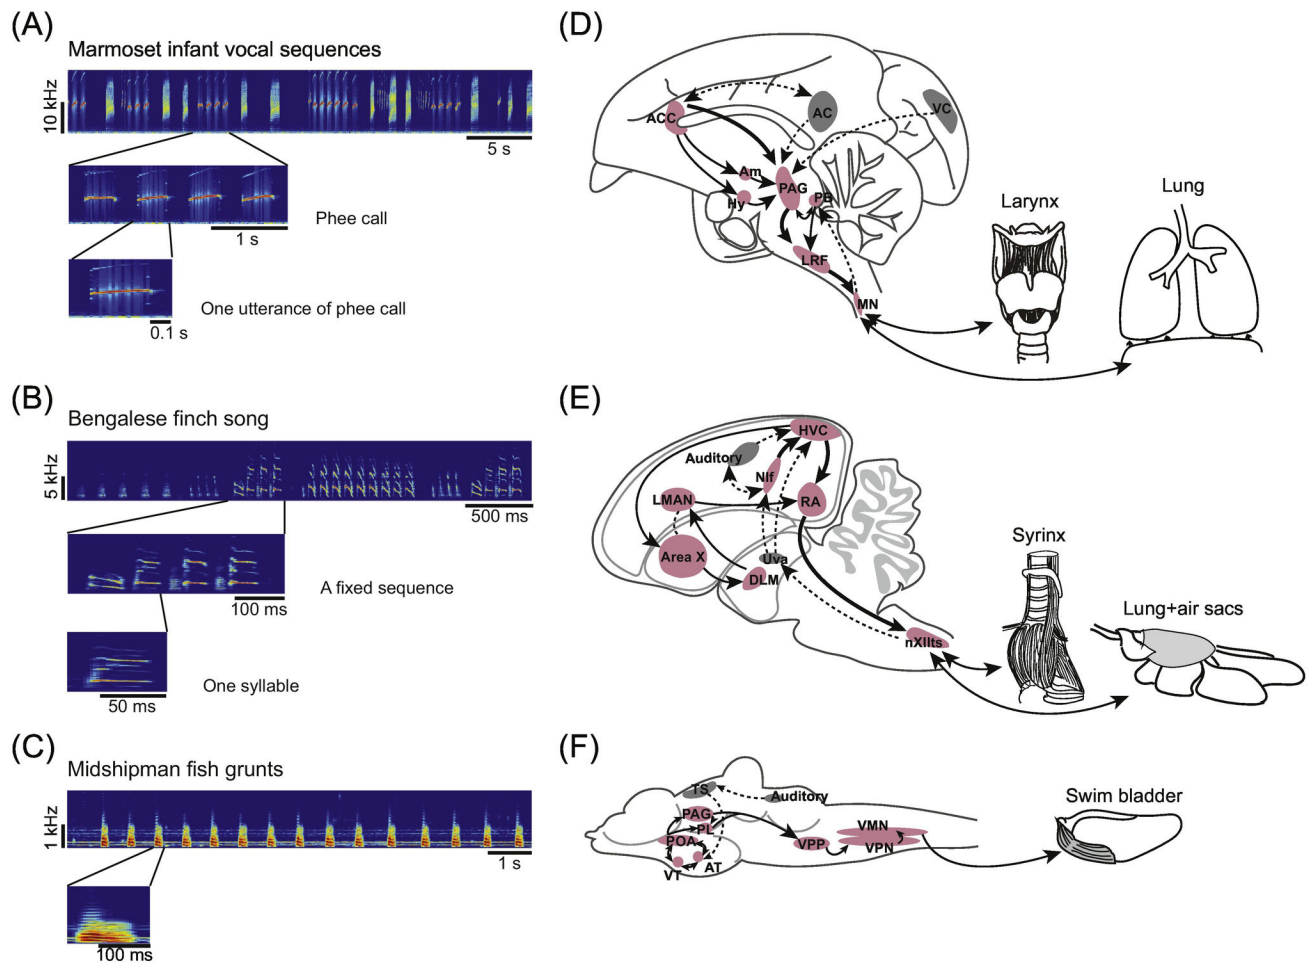 (A)
Marmoset infant vocal sequences
10 kHz
5 s
Phee call
1 s
One utterance of phee call
0.1 s
(B)
Bengalese finch song
5 kHz
500 ms
A fixed sequence
100 ms
One syllable
50 ms
(C)
Midshipman fish grunts
1 kHz
1 s
100 ms
(D)
ACC
AC
VC
Am
PAG
Hy
PB
LRF
MN
Larynx
Lung
(E)
HVC
Auditory
NIf
LMAN
RA
Area X
Uva
DLM
nXIIts
Syrinx
Lung+air sacs
(F)
TS
Auditory
PAG
PL
POA
VT
AT
VPP
VMN
VPN
Swim bladder